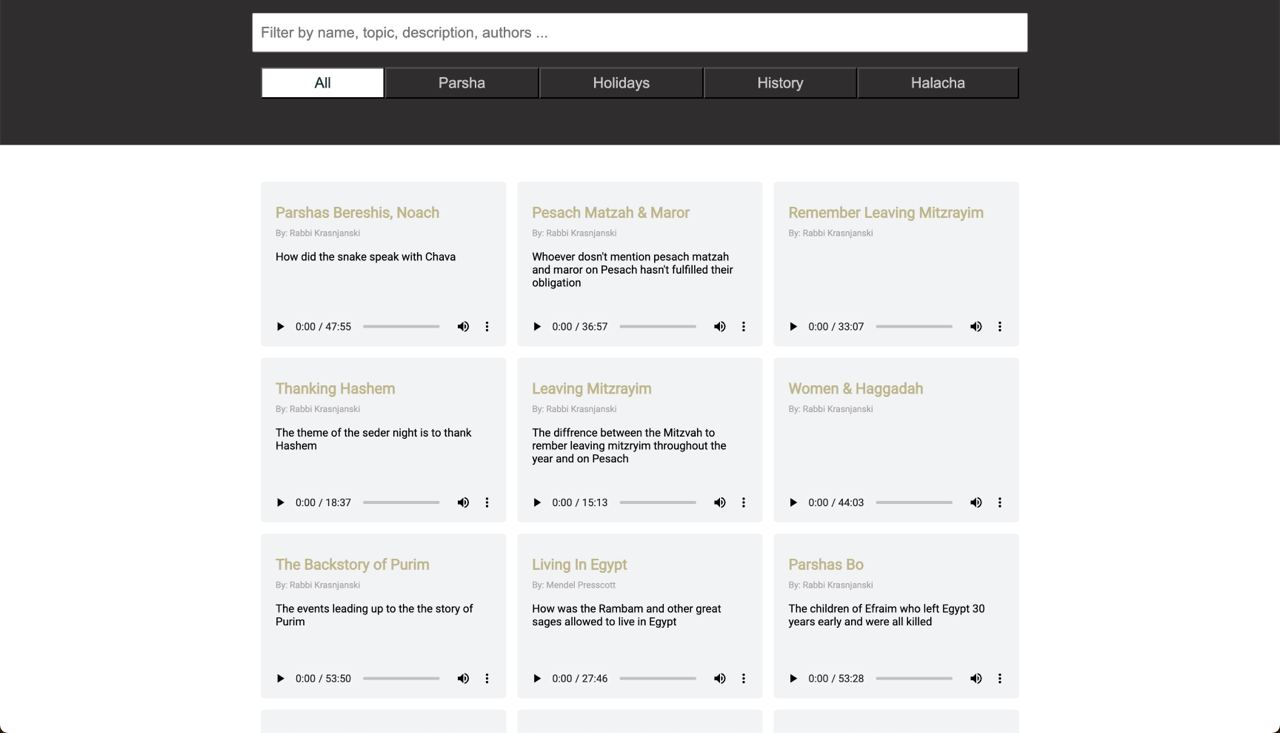 Filter by name, topic, description, authors ...
All
Parsha
Holidays
History
Halacha
Parshas Bereshis, Noach
By: Rabbi Krasnjanski
How did the snake speak with Chava
0:00 / 47:55
Pesach Matzah & Maror
By: Rabbi Krasnjanski
Whoever dosn't mention pesach matzah
and maror on Pesach hasn't fulfilled their
obligation
0:00 / 36:57
Remember Leaving Mitzrayim
By: Rabbi Krasnjanski
0:00 / 33:07
Thanking Hashem
By: Rabbi Krasnjanski
The theme of the seder night is to thank
Hashem
0:00 / 18:37
Leaving Mitzrayim
By: Rabbi Krasnjanski
The diffrence between the Mitzvah to
rember leaving mitzryim throughout the
year and on Pesach
0:00 / 15:13
Women & Haggadah
By: Rabbi Krasnjanski
0:00 / 44:03
The Backstory of Purim
By: Rabbi Krasnjanski
The events leading up to the the story of
Purim
0:00 / 53:50
Living In Egypt
By: Mendel Presscott
How was the Rambam and other great
sages allowed to live in Egypt
0:00 / 27:46
Parshas Bo
By: Rabbi Krasnjanski
The children of Efraim who left Egypt 30
years early and were all killed
0:00 / 53:28